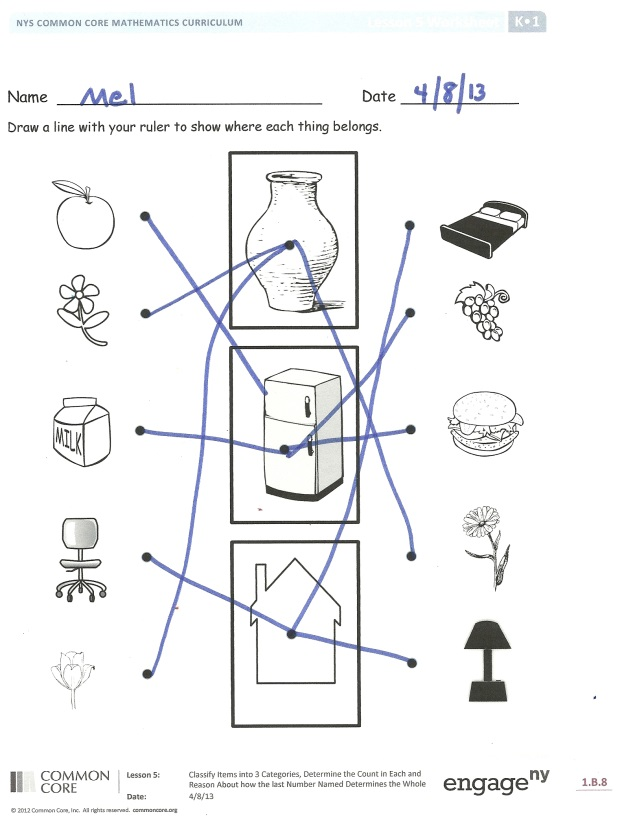 NYS COMMON CORE MATHEMATICS CURRICULUM
Lesson 5 Worksheet K•1
Name Mel Date 4/8/13
Draw a line with your ruler to show where each thing belongs.
MILK
COMMON CORE
Lesson 5: Classify Items into 3 Categories, Determine the Count in Each and
Reason About how the last Number Named Determines the Whole
Date: 4/8/13
engage ny
1.B.8
© 2012 Common Core, Inc. All rights reserved. commoncore.org